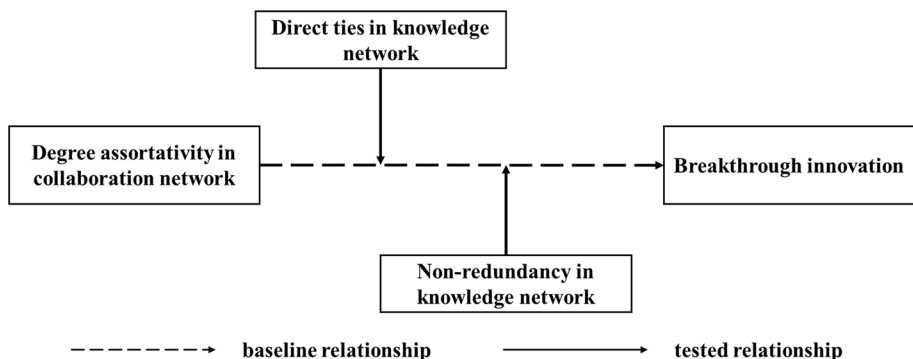 Direct ties in knowledge
network
Degree assortativity in
collaboration network
Breakthrough innovation
Non-redundancy in
knowledge network
baseline relationship
tested relationship